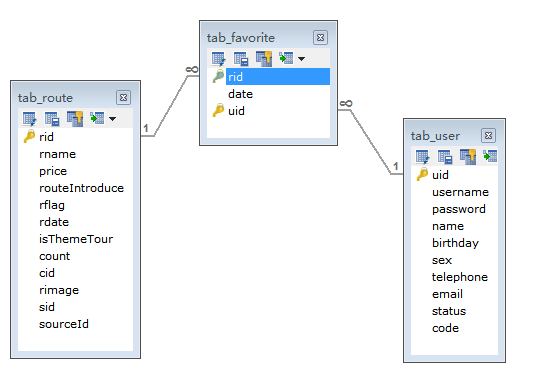 tab_favorite
rid
date
uid
∞
1
tab_route
rid
rname
price
routeIntroduce
rflag
rdate
isThemeTour
count
cid
rimage
sid
sourceId
∞
1
tab_user
uid
username
password
name
birthday
sex
telephone
email
status
code